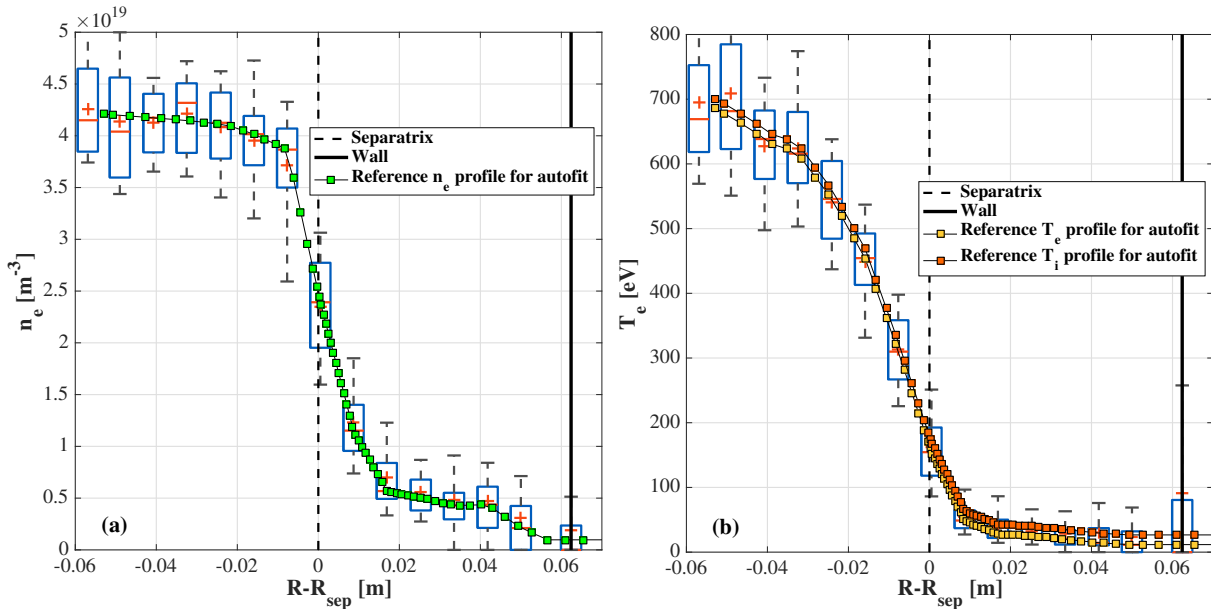 ×10^19
5
4.5
4
3.5
3
2.5
2
1.5
1
0.5
0
n_e [m^-3]
-0.06
-0.04
-0.02
0
0.02
0.04
0.06
R-R_sep [m]
Separatrix
Wall
Reference n_e profile for autofit
(a)
800
700
600
500
400
300
200
100
0
T_e [eV]
-0.06
-0.04
-0.02
0
0.02
0.04
0.06
R-R_sep [m]
Separatrix
Wall
Reference T_e profile for autofit
Reference T_i profile for autofit
(b)